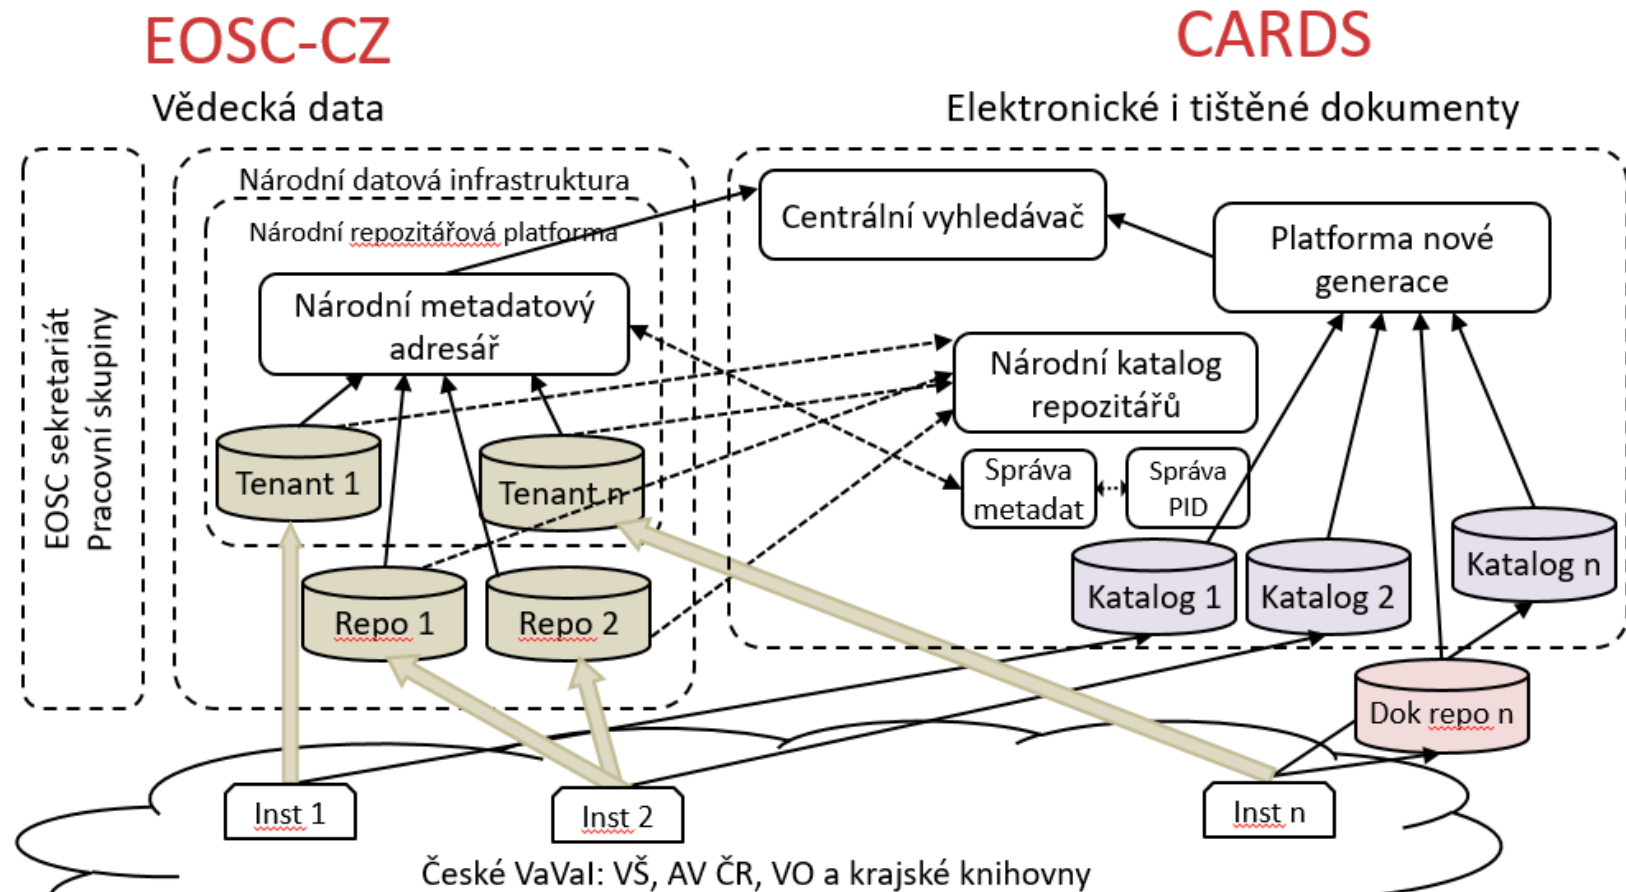 EOSC-CZ
CARDS
Vědecká data
Elektronické i tištěné dokumenty
EOSC sekretariát
Pracovní skupiny
Národní datová infrastruktura
Národní repozitářová platforma
Národní metadatový
adresář
Tenant 1
Tenant n
Repo 1
Repo 2
Centrální vyhledávač
Platforma nové
generace
Národní katalog
repozitářů
Správa
metadat
Správa
PID
Katalog 1
Katalog 2
Katalog n
Dok repo n
Inst 1
Inst 2
Inst n
České VaVaI: VŠ, AV ČR, VO a krajské knihovny